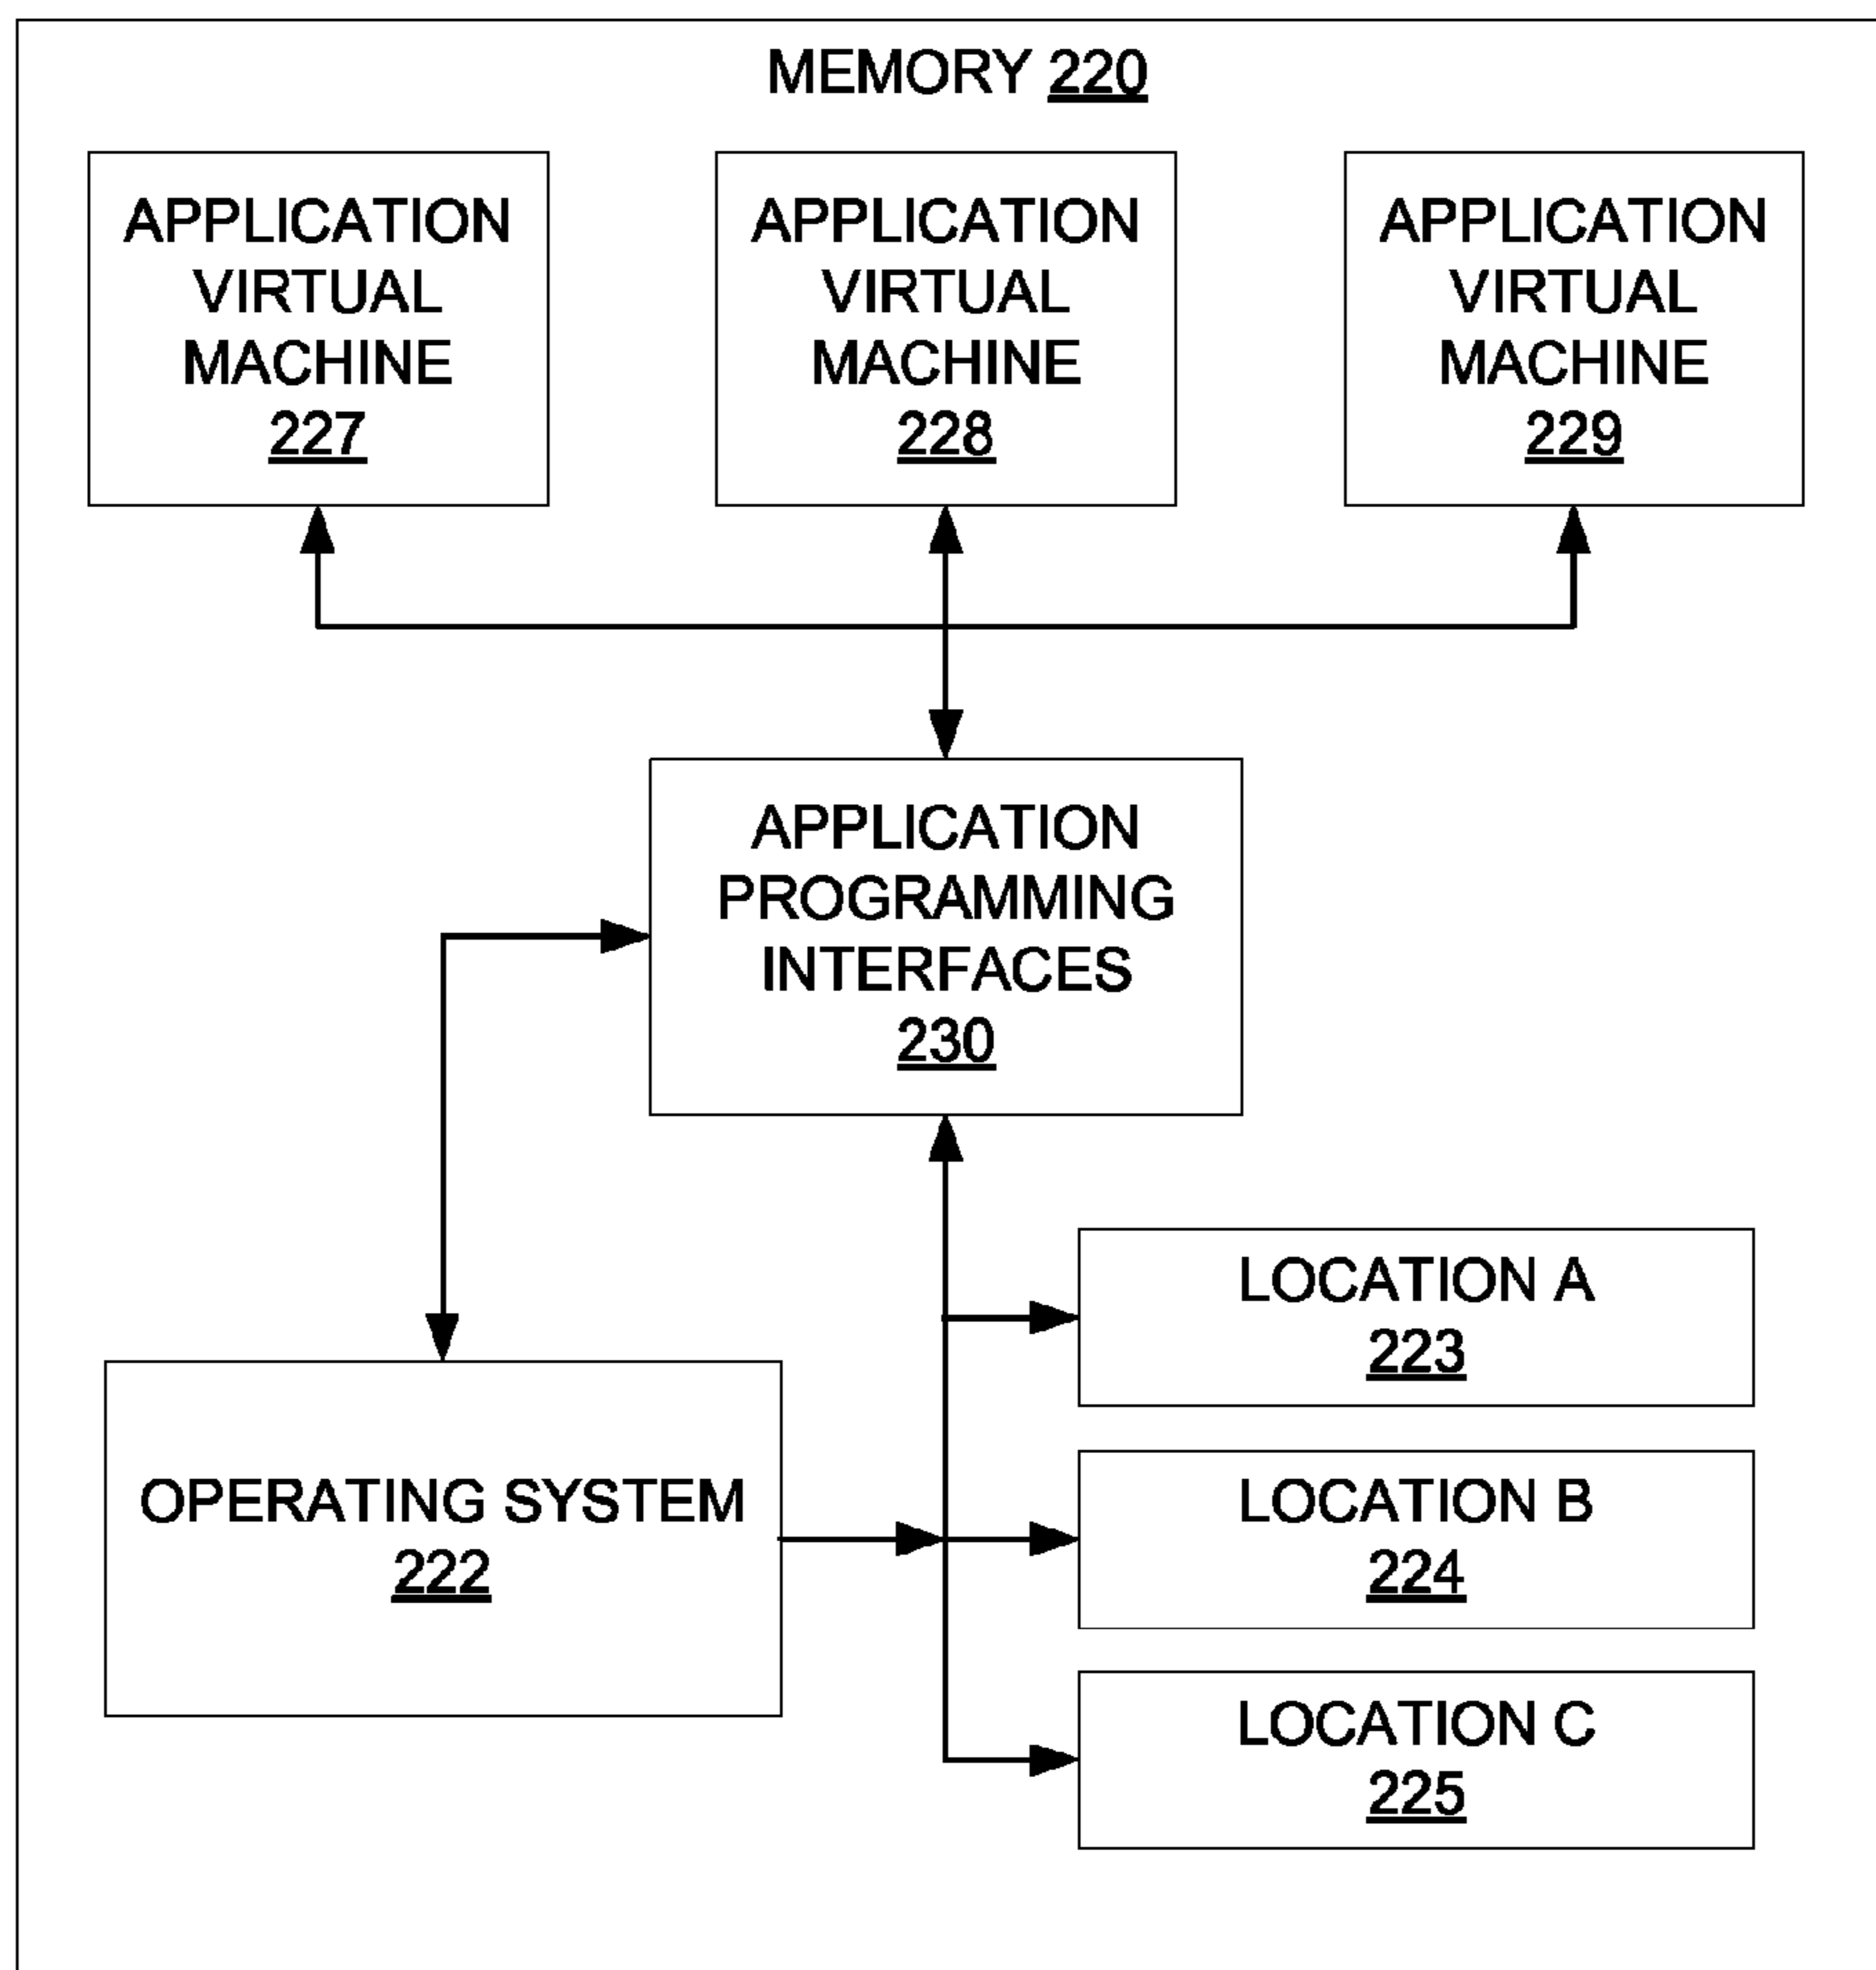 MEMORY 220
APPLICATION
VIRTUAL
MACHINE
227
APPLICATION
VIRTUAL
MACHINE
228
APPLICATION
VIRTUAL
MACHINE
229
APPLICATION
PROGRAMMING
INTERFACES
230
OPERATING SYSTEM
222
LOCATION A
223
LOCATION B
224
LOCATION C
225